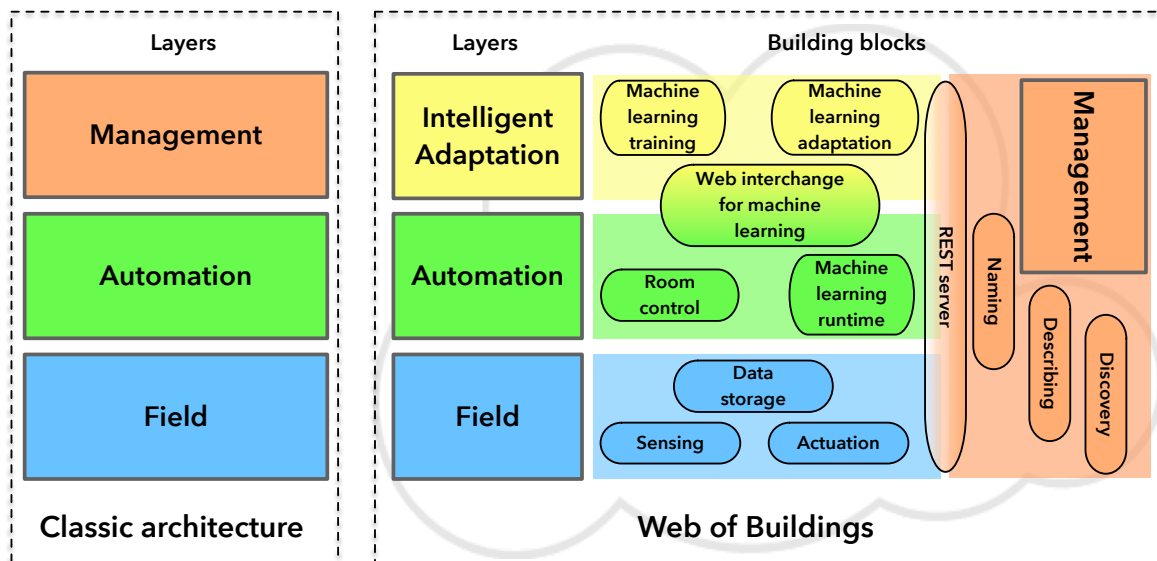 Layers
Management
Automation
Field
Classic architecture
Layers
Building blocks
Intelligent
Adaptation
Automation
Field
Machine
learning
training
Machine
learning
adaptation
Web interchange
for machine
learning
Room
control
Machine
learning
runtime
Data
storage
Sensing
Actuation
REST server
Management
Naming
Describing
Discovery
Web of Buildings